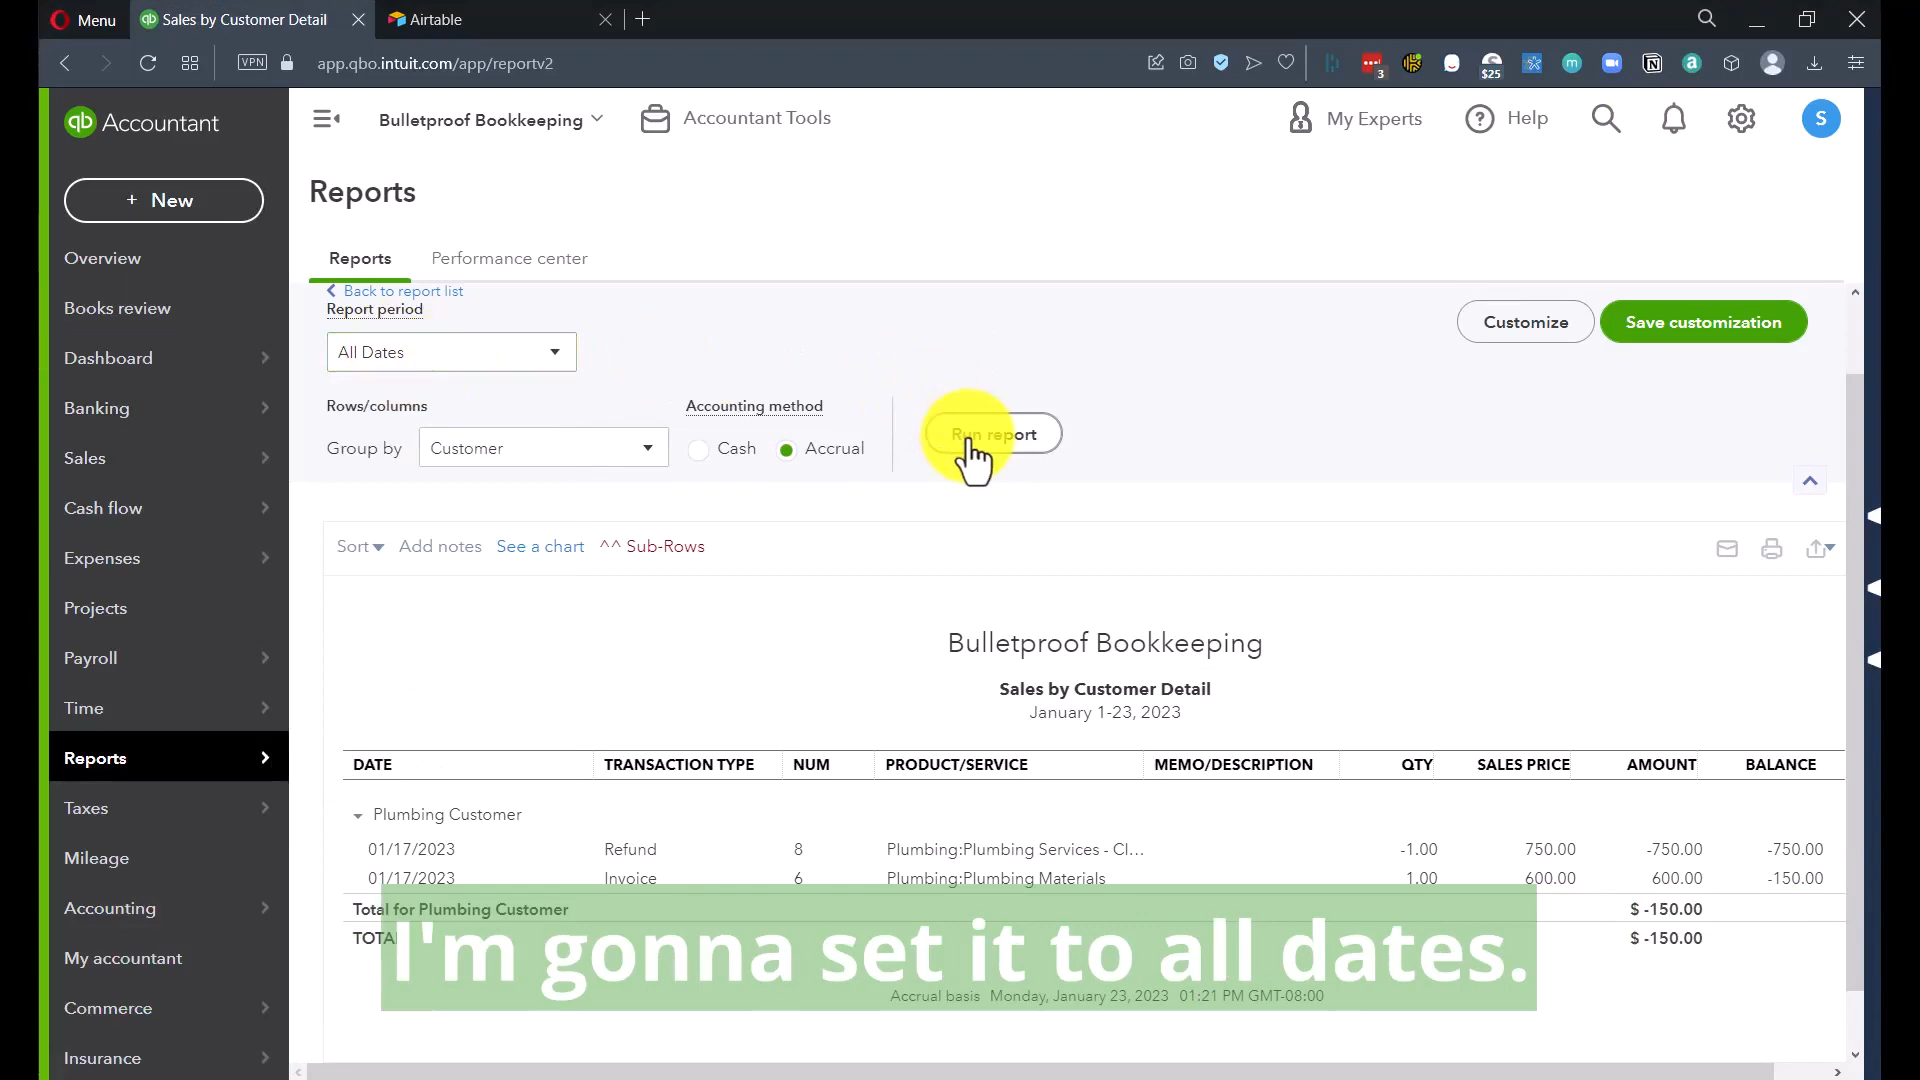 Menu
Sales by Customer Detail
Airtable
VPN
app.qbo.intuit.com/app/reportv2
3
$25
qb Accountant
Bulletproof Bookkeeping
Accountant Tools
My Experts
Help
S
+ New
Overview
Books review
Dashboard
Banking
Sales
Cash flow
Expenses
Projects
Payroll
Time
Reports
Taxes
Mileage
Accounting
My accountant
Commerce
Insurance
Reports
Reports Performance center
Back to report list
Report period
All Dates
Customize
Save customization
Rows/columns
Accounting method
Group by
Customer
Cash
Accrual
Run report
Sort Add notes See a chart ^^ Sub-Rows
Bulletproof Bookkeeping
Sales by Customer Detail
January 1-23, 2023
DATE TRANSACTION TYPE NUM PRODUCT/SERVICE MEMO/DESCRIPTION QTY SALES PRICE AMOUNT BALANCE
Plumbing Customer
01/17/2023 Refund 8 Plumbing:Plumbing Services - Cl... -1.00 750.00 -750.00 -750.00
01/17/2023 Invoice 6 Plumbing:Plumbing Materials 1.00 600.00 600.00 -150.00
Total for Plumbing Customer $ -150.00
TOTAL $ -150.00
I'm gonna set it to all dates.
Accrual basis Monday, January 23, 2023 01:21 PM GMT-08:00